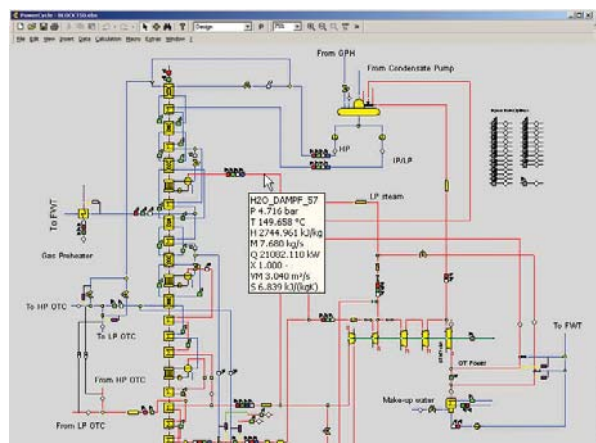 PowerCycle - BLOCK150.ebs
File Edit View Insert Data Calculation Macro Extras Window ?
Design
75%
From GPH
From Condensate Pump
HP
IP/LP
LP steam
H2O_DAMPF_57
P 4.716 bar
T 149.658 °C
H 2744.961 kJ/kg
M 7.680 kg/s
Q 21082.110 kW
X 1.000 -
VM 3.040 m³/s
S 6.839 kJ/(kgK)
To FWT
Gas Preheater
To HP OTC
To LP OTC
From HP OTC
From LP OTC
GT Power
To FWT
Make-up water